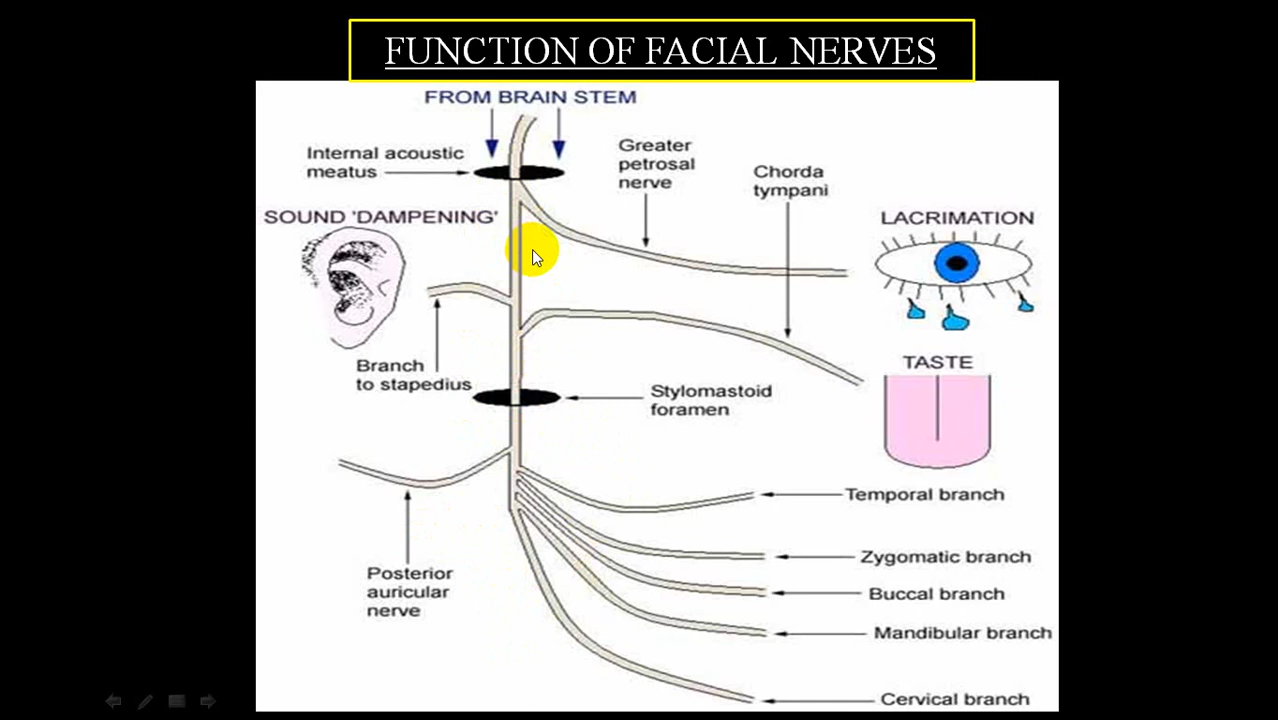 FUNCTION OF FACIAL NERVES
FROM BRAIN STEM
Internal acoustic
meatus
Greater
petrosal
nerve
Chorda
tympani
SOUND 'DAMPENING'
LACRIMATION
Branch
to stapedius
TASTE
Stylomastoid
foramen
Temporal branch
Zygomatic branch
Posterior
auricular
nerve
Buccal branch
Mandibular branch
Cervical branch